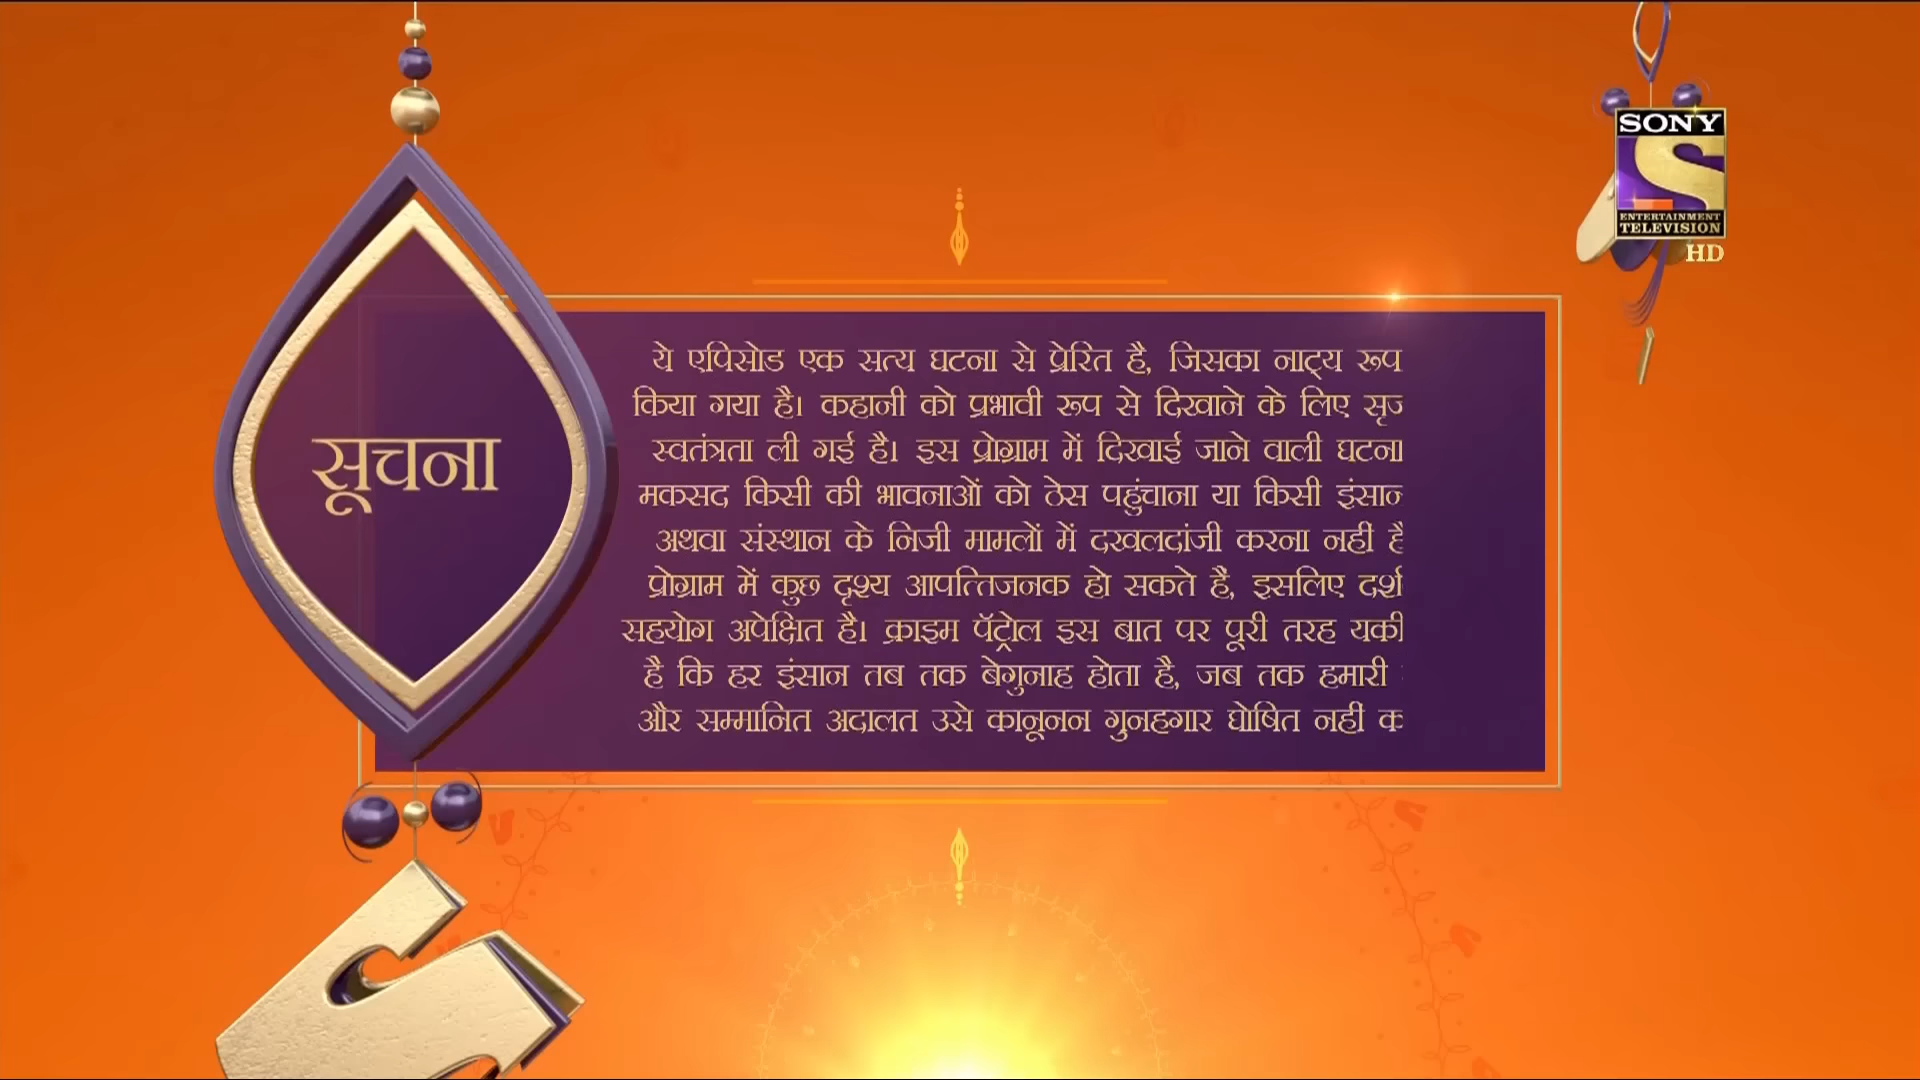 सूचना
ये एपिसोड एक सत्य घटना से प्रेरित है, जिसका नाट्य रूप
किया गया है। कहानी को प्रभावी रूप से दिखाने के लिए
स्वतंत्रता ली गई है। इस प्रोग्राम में दिखाई जाने वाली घटना
मकसद किसी की भावनाओं को ठेस पहुंचाना या किसी
अथवा संस्थान के निजी मामलों में दखलदांजी करना नहीं
प्रोग्राम में कुछ दृश्य आपत्तिजनक हो सकते हैं, इसलिए
सहयोग अपेक्षित है। क्राइम पॅट्रोल इस बात पर पूरी तरह
है कि हर इंसान तब तक बेगुनाह होता है, जब तक हमारी
और सम्मानित अदालत उसे कानूनन गुनहगार घोषित नहीं
SONY
S
ENTERTAINMENT
TELEVISION
HD